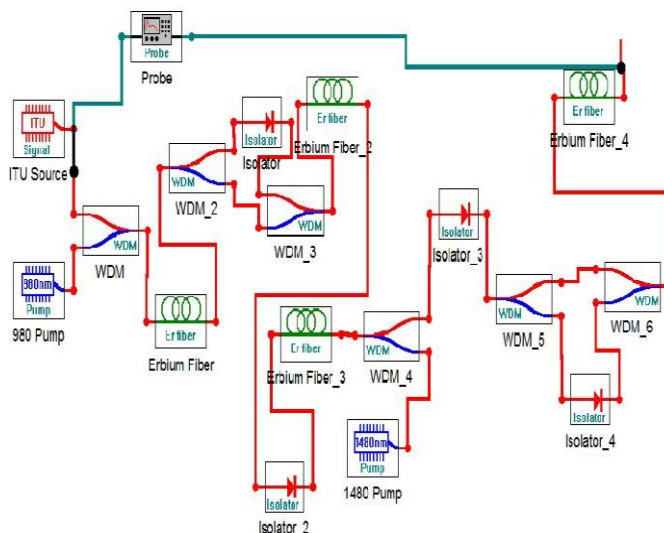 Probe
Probe
ITU
Signal
ITU Source
WDM
WDM
980nm
Pump
980 Pump
Er fiber
Erbium Fiber
WDM
WDM_2
Isolator
Isolator
WDM
WDM_3
Er fiber
Erbium Fiber_2
Er fiber
Erbium Fiber_3
Isolator
Isolator_2
WDM
WDM_4
1480nm
Pump
1480 Pump
Isolator
Isolator_3
WDM
WDM_5
Isolator
Isolator_4
WDM
WDM_6
Er fiber
Erbium Fiber_4